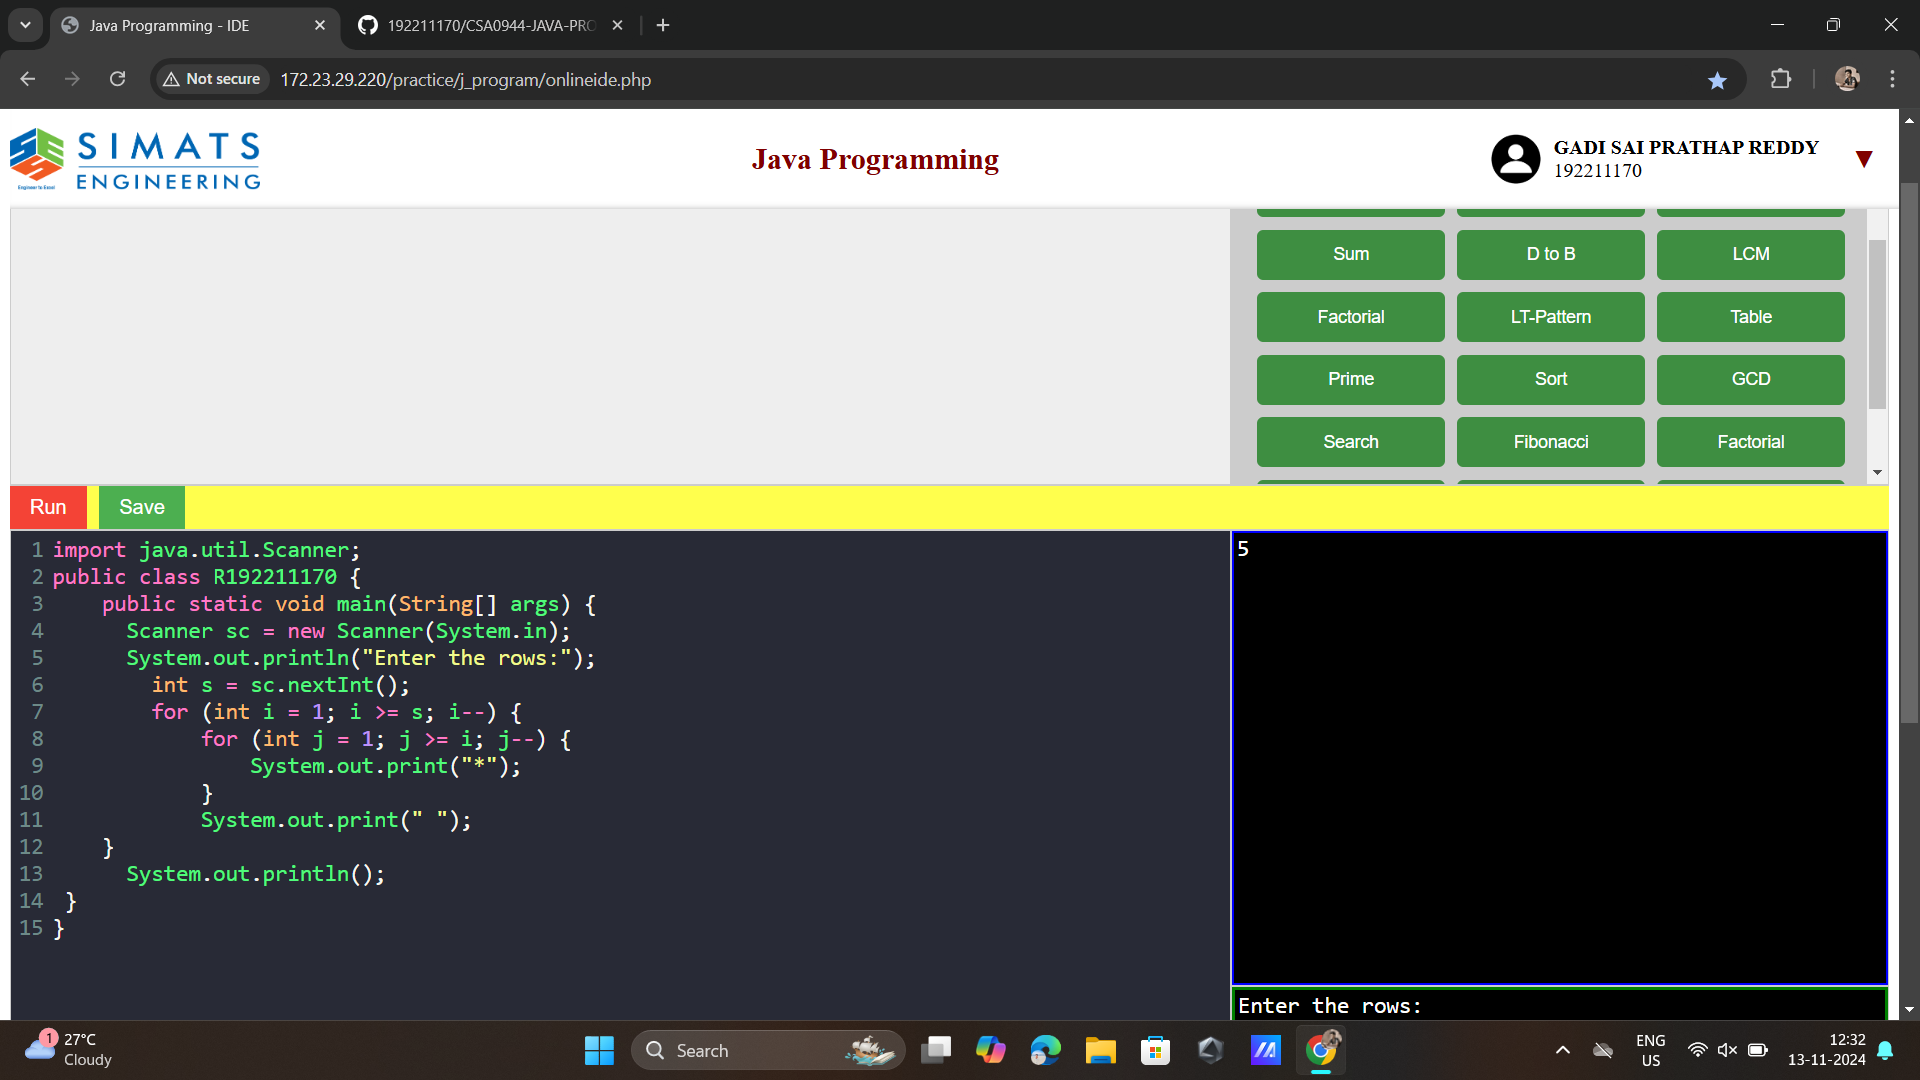 Java Programming - IDE
192211170/CSA0944-JAVA-PRO
Not secure
172.23.29.220/practice/j_program/onlineide.php
SIMATS
ENGINEERING
Engineer to Excel
Java Programming
GADI SAI PRATHAP REDDY
192211170
Sum
D to B
LCM
Factorial
LT-Pattern
Table
Prime
Sort
GCD
Search
Fibonacci
Factorial
Run
Save
1 import java.util.Scanner;
2 public class R192211170 {
3     public static void main(String[] args) {
4       Scanner sc = new Scanner(System.in);
5       System.out.println("Enter the rows:");
6         int s = sc.nextInt();
7         for (int i = 1; i >= s; i--) {
8             for (int j = 1; j >= i; j--) {
9                 System.out.print("*");
10             }
11             System.out.print(" ");
12     }
13       System.out.println();
14  }
15 }
5
Enter the rows:
1
27°C
Cloudy
Search
ENG
US
12:32
13-11-2024